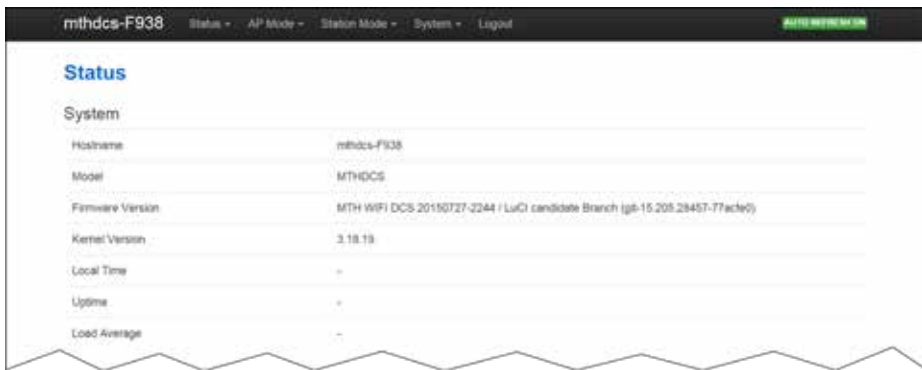 mthdcs-F938 Status AP Mode Station Mode System Logout AUTO REFRESH ON
Status
System
Hostname mthdcs-F938
Model MTHDCS
Firmware Version MTH WIFI DCS 20150727-2244 / LuCI candidate Branch (git-15.205.28457-77acfe0)
Kernel Version 3.18.19
Local Time -
Uptime -
Load Average -